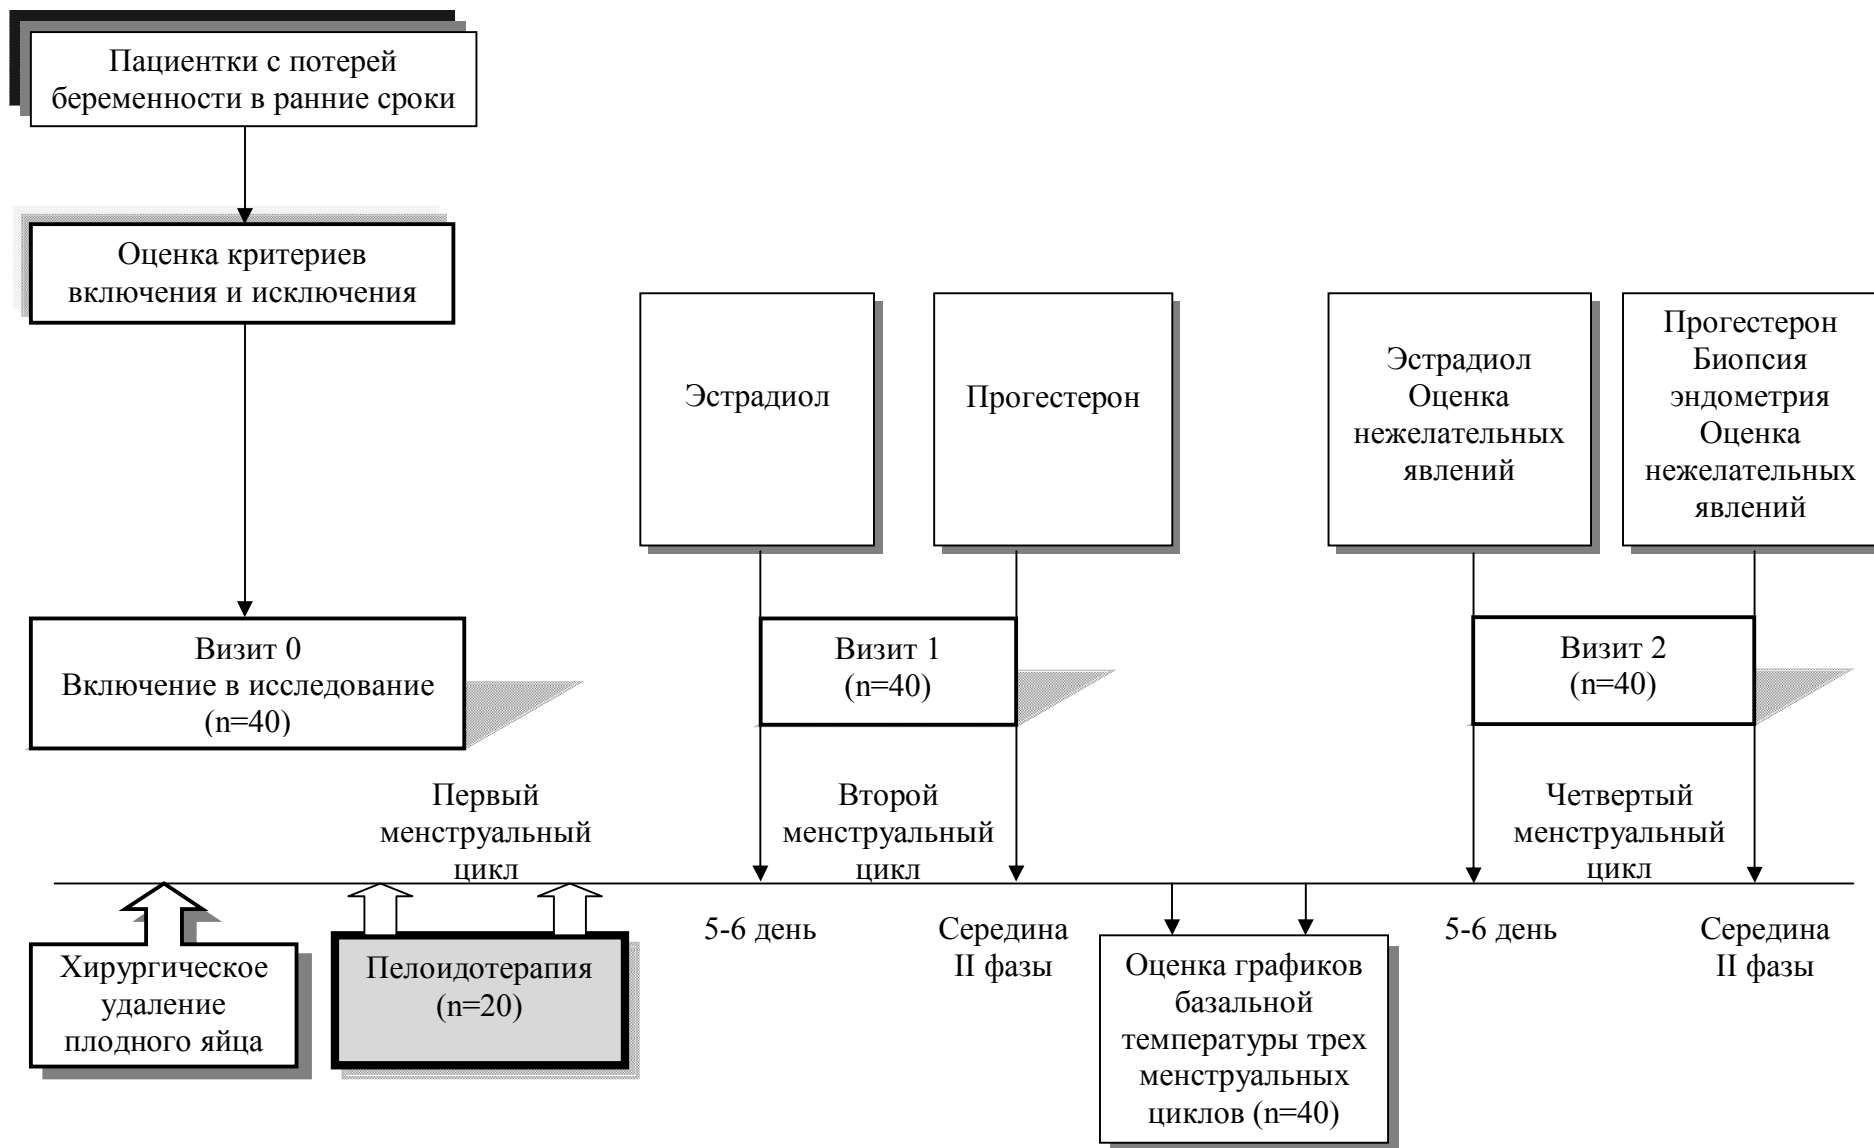 Пациентки с потерей
беременности в ранние сроки
Оценка критериев
включения и исключения
Эстрадиол
Прогестерон
Эстрадиол
Оценка
нежелательных
явлений
Прогестерон
Биопсия
эндометрия
Оценка
нежелательных
явлений
Визит 0
Включение в исследование
(n=40)
Визит 1
(n=40)
Визит 2
(n=40)
Первый
менструальный
цикл
Второй
менструальный
цикл
Четвертый
менструальный
цикл
Хирургическое
удаление
плодного яйца
Пелоидотерапия
(n=20)
5-6 день
Середина
II фазы
Оценка графиков
базальной
температуры трех
менструальных
циклов (n=40)
5-6 день
Середина
II фазы